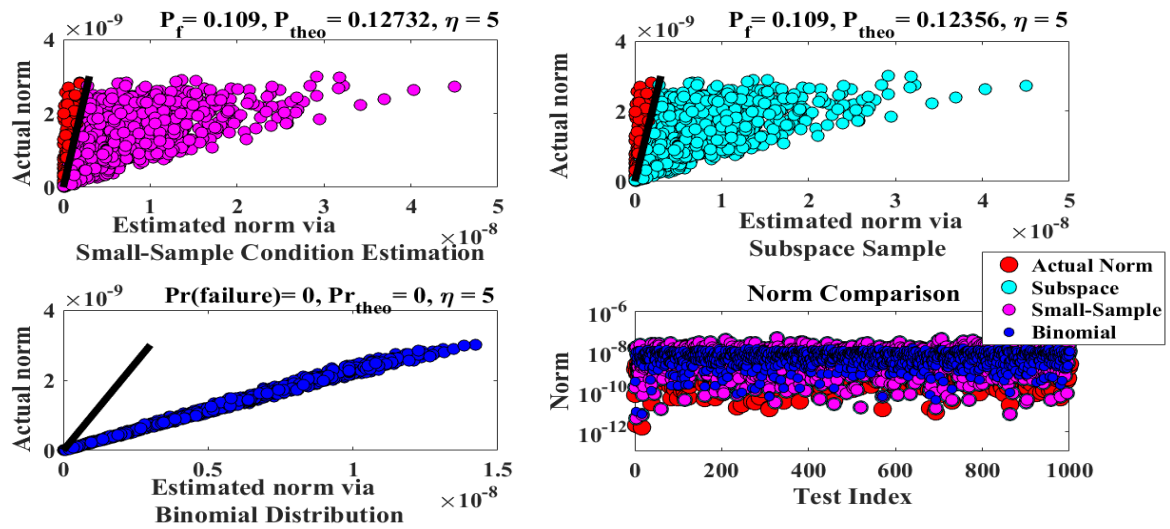 P_f = 0.109, P_theo = 0.12732, η = 5
×10^-9
4
2
0
Actual norm
0 1 2 3 4 5
×10^-8
Estimated norm via
Small-Sample Condition Estimation
P_f = 0.109, P_theo = 0.12356, η = 5
×10^-9
4
2
0
Actual norm
0 1 2 3 4 5
×10^-8
Estimated norm via
Subspace Sample
Pr(failure)= 0, Pr_theo = 0, η = 5
×10^-9
4
2
0
Actual norm
0 0.5 1 1.5
×10^-8
Estimated norm via
Binomial Distribution
Norm Comparison
Actual Norm
Subspace
Small-Sample
Binomial
10^-6
10^-8
10^-10
10^-12
Norm
0 200 400 600 800 1000
Test Index